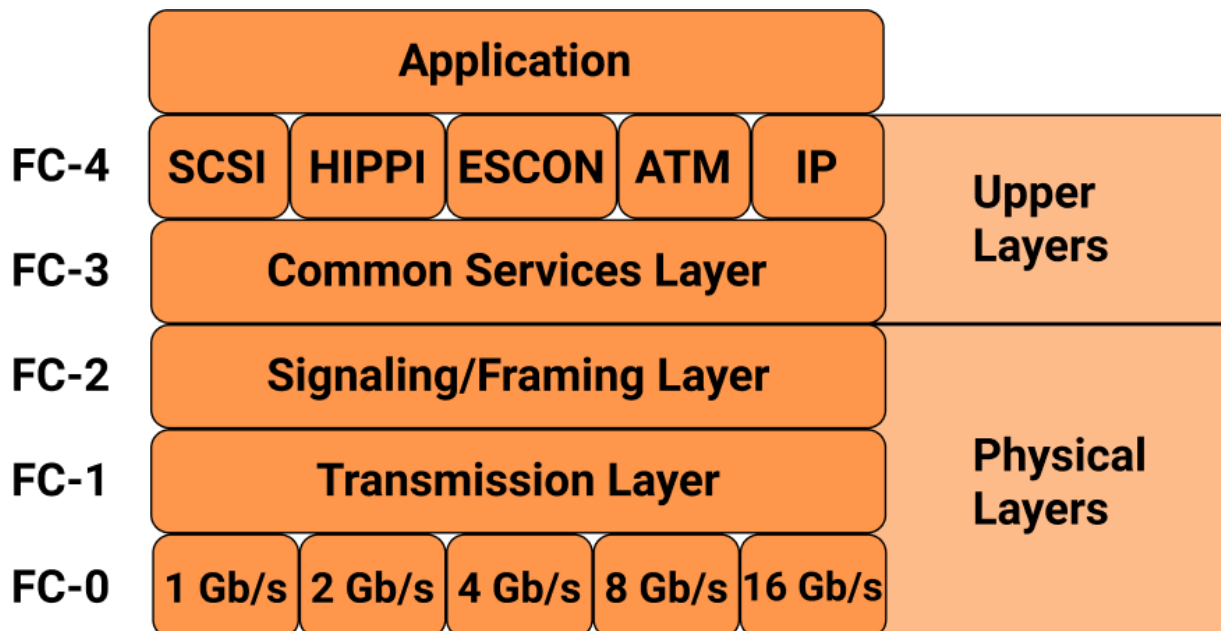 Application
FC-4 SCSI HIPPI ESCON ATM IP
Upper
Layers
FC-3 Common Services Layer
FC-2 Signaling/Framing Layer
FC-1 Transmission Layer
Physical
Layers
FC-0 1 Gb/s 2 Gb/s 4 Gb/s 8 Gb/s 16 Gb/s